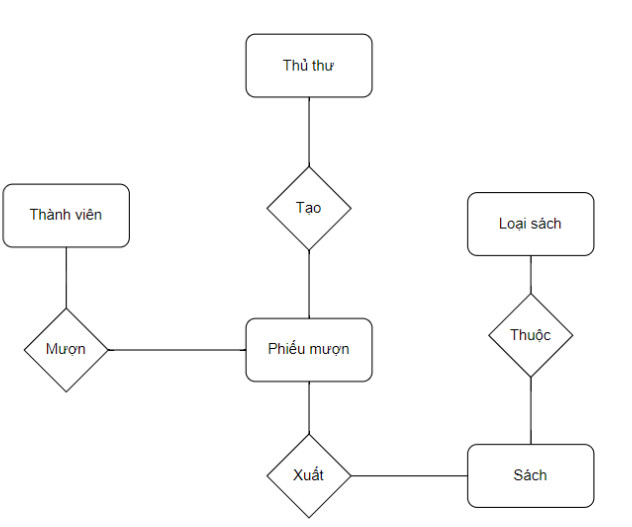 Thủ thư
Thành viên
Tạo
Loại sách
Mượn
Phiếu mượn
Thuộc
Xuất
Sách